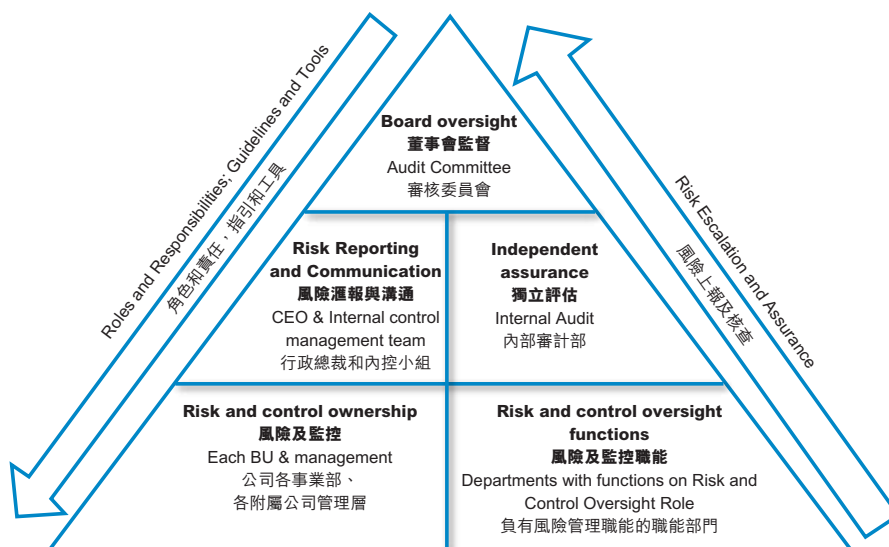 Roles and Responsibilities; Guidelines and Tools
角色和責任，指引和工具
Board oversight
董事會監督
Audit Committee
審核委員會
Risk Escalation and Assurance
風險上報及核查
Risk Reporting
and Communication
風險滙報與溝通
CEO & Internal control
management team
行政總裁和內控小組
Independent
assurance
獨立評估
Internal Audit
內部審計部
Risk and control ownership
風險及監控
Each BU & management
公司各事業部、
各附屬公司管理層
Risk and control oversight
functions
風險及監控職能
Departments with functions on Risk and
Control Oversight Role
負有風險管理職能的職能部門